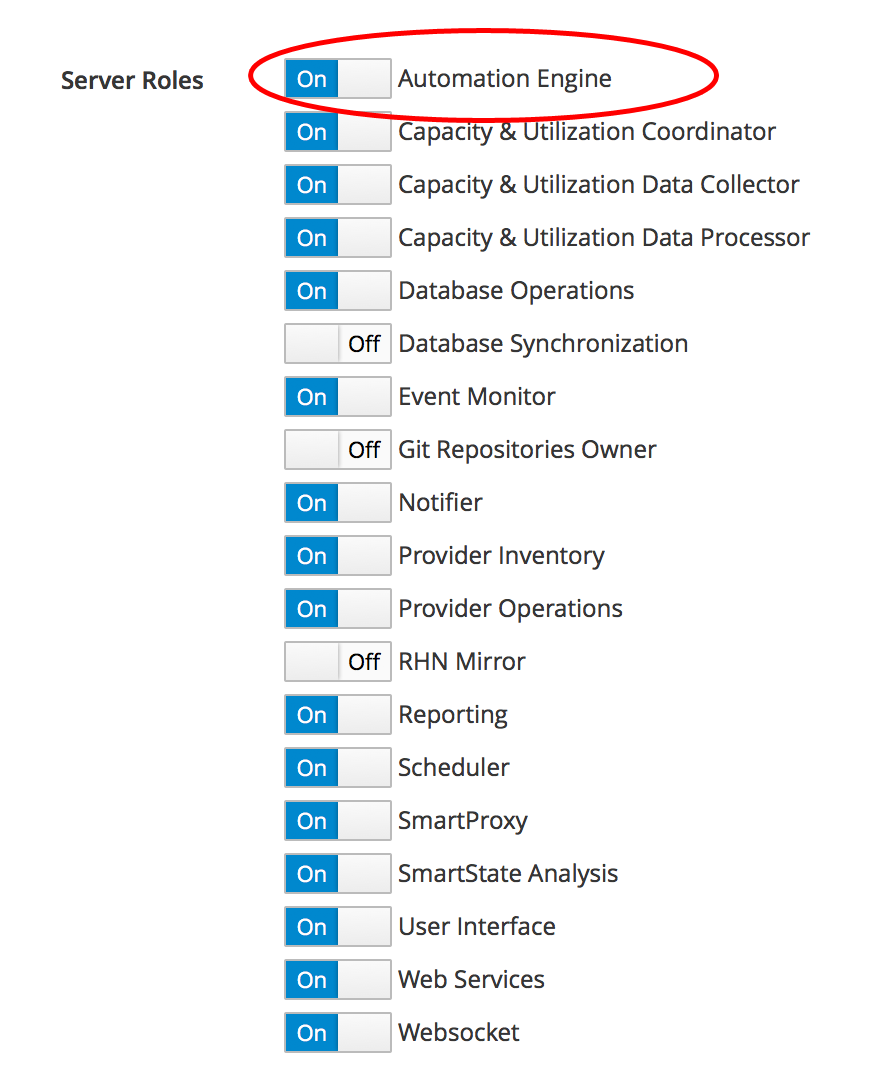 Server Roles On Automation Engine
On Capacity & Utilization Coordinator
On Capacity & Utilization Data Collector
On Capacity & Utilization Data Processor
On Database Operations
Off Database Synchronization
On Event Monitor
Off Git Repositories Owner
On Notifier
On Provider Inventory
On Provider Operations
Off RHN Mirror
On Reporting
On Scheduler
On SmartProxy
On SmartState Analysis
On User Interface
On Web Services
On Websocket